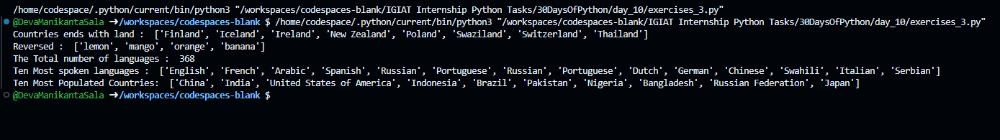 /home/codespace/.python/current/bin/python3 "/workspaces/codespaces-blank/IGIAT Internship Python Tasks/30DaysOfPython/day_10/exercises_3.py"
@DevaManikantaSala ➜/workspaces/codespaces-blank $ /home/codespace/.python/current/bin/python3 "/workspaces/codespaces-blank/IGIAT Internship Python Tasks/30DaysOfPython/day_10/exercises_3.py"
Countries ends with land :  ['Finland', 'Iceland', 'Ireland', 'New Zealand', 'Poland', 'Swaziland', 'Switzerland', 'Thailand']
Reversed :  ['lemon', 'mango', 'orange', 'banana']
The Total number of languages :  368
Ten Most spoken languages :  ['English', 'French', 'Arabic', 'Spanish', 'Russian', 'Portuguese', 'Russian', 'Portuguese', 'Dutch', 'German', 'Chinese', 'Swahili', 'Italian', 'Serbian']
Ten Most Populated Countries:  ['China', 'India', 'United States of America', 'Indonesia', 'Brazil', 'Pakistan', 'Nigeria', 'Bangladesh', 'Russian Federation', 'Japan']
@DevaManikantaSala ➜/workspaces/codespaces-blank $